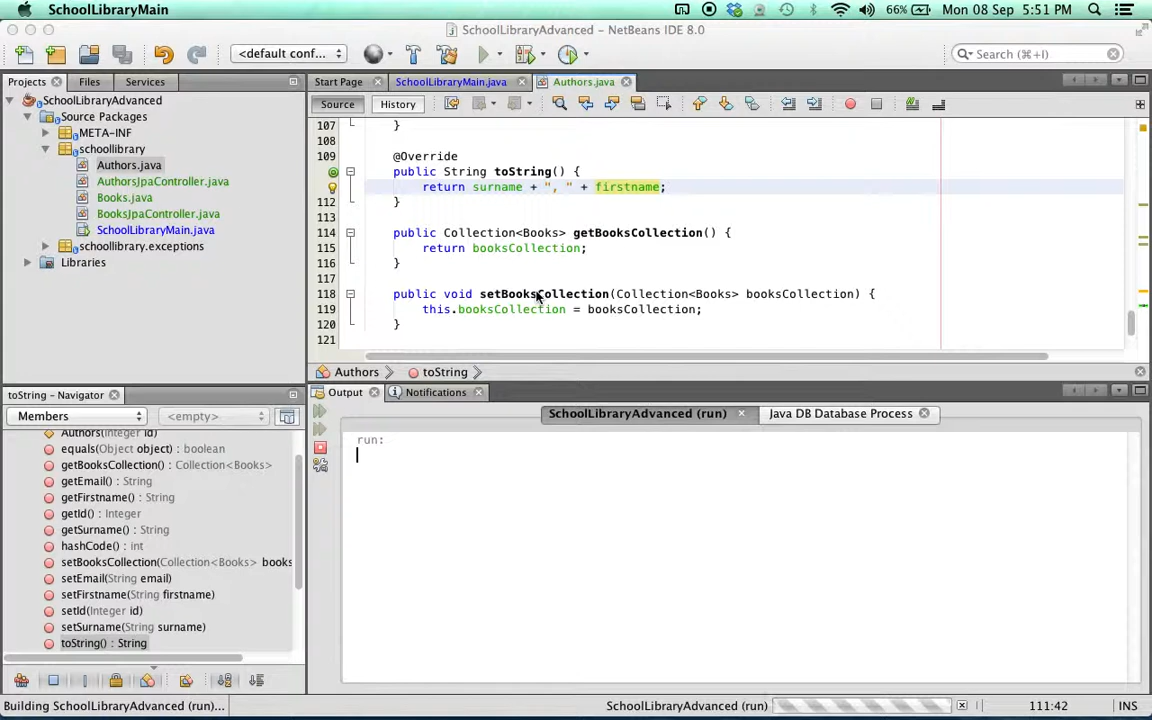 SchoolLibraryMain 66% Mon 08 Sep 5:51 PM
SchoolLibraryAdvanced - NetBeans IDE 8.0
<default conf... Search (⌘+I)
Projects Files Services
Start Page SchoolLibraryMain.java Authors.java
SchoolLibraryAdvanced
Source Packages
META-INF
schoollibrary
Authors.java
AuthorsJpaController.java
Books.java
BooksJpaController.java
SchoolLibraryMain.java
schoollibrary.exceptions
Libraries
Source History
107 }
108
109 @Override
public String toString() {
return surname + ", " + firstname;
112 }
113
114 public Collection<Books> getBooksCollection() {
115 return booksCollection;
116 }
117
118 public void setBooksCollection(Collection<Books> booksCollection) {
119 this.booksCollection = booksCollection;
120 }
121
Authors toString
toString - Navigator
Members <empty>
Authors(Integer id)
equals(Object object) : boolean
getBooksCollection() : Collection<Books>
getEmail() : String
getFirstname() : String
getId() : Integer
getSurname() : String
hashCode() : int
setBooksCollection(Collection<Books> books
setEmail(String email)
setFirstname(String firstname)
setId(Integer id)
setSurname(String surname)
toString() : String
Output Notifications
SchoolLibraryAdvanced (run) Java DB Database Process
run:
Building SchoolLibraryAdvanced (run)... SchoolLibraryAdvanced (run) 111:42 INS